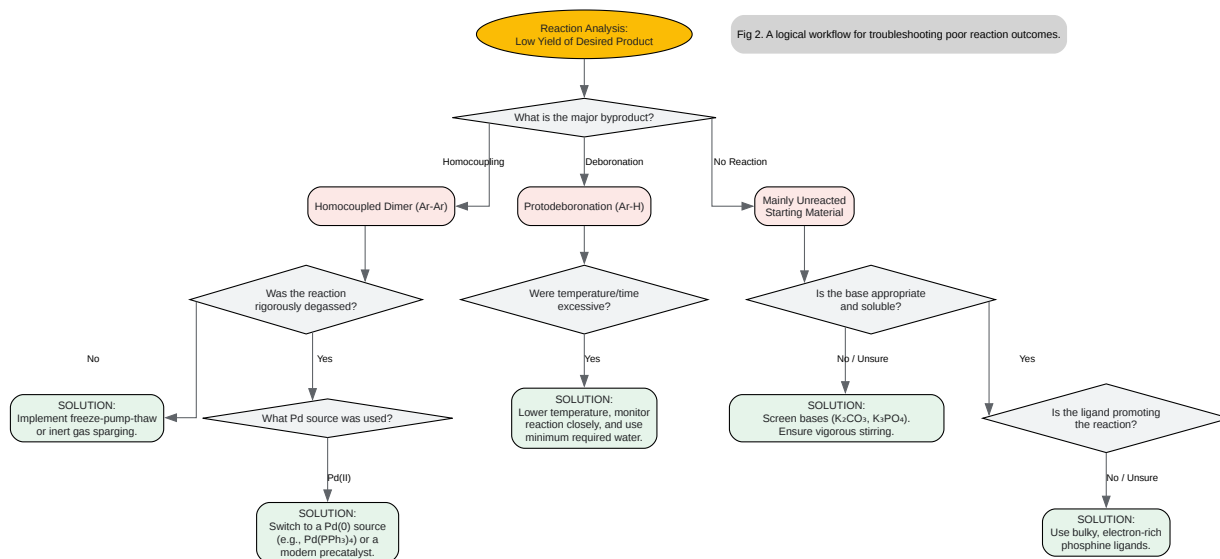 Reaction Analysis:
Low Yield of Desired Product
Fig 2. A logical workflow for troubleshooting poor reaction outcomes.
What is the major byproduct?
Homocoupling
Deboronation
No Reaction
Homocoupled Dimer (Ar-Ar)
Protodeboronation (Ar-H)
Mainly Unreacted
Starting Material
Was the reaction
rigorously degassed?
Were temperature/time
excessive?
Is the base appropriate
and soluble?
No
Yes
Yes
No / Unsure
Yes
SOLUTION:
Implement freeze-pump-thaw
or inert gas sparging.
What Pd source was used?
SOLUTION:
Lower temperature, monitor
reaction closely, and use
minimum required water.
SOLUTION:
Screen bases (K₂CO₃, K₃PO₄).
Ensure vigorous stirring.
Is the ligand promoting
the reaction?
Pd(II)
No / Unsure
SOLUTION:
Switch to a Pd(0) source
(e.g., Pd(PPh₃)₄) or a
modern precatalyst.
SOLUTION:
Use bulky, electron-rich
phosphine ligands.